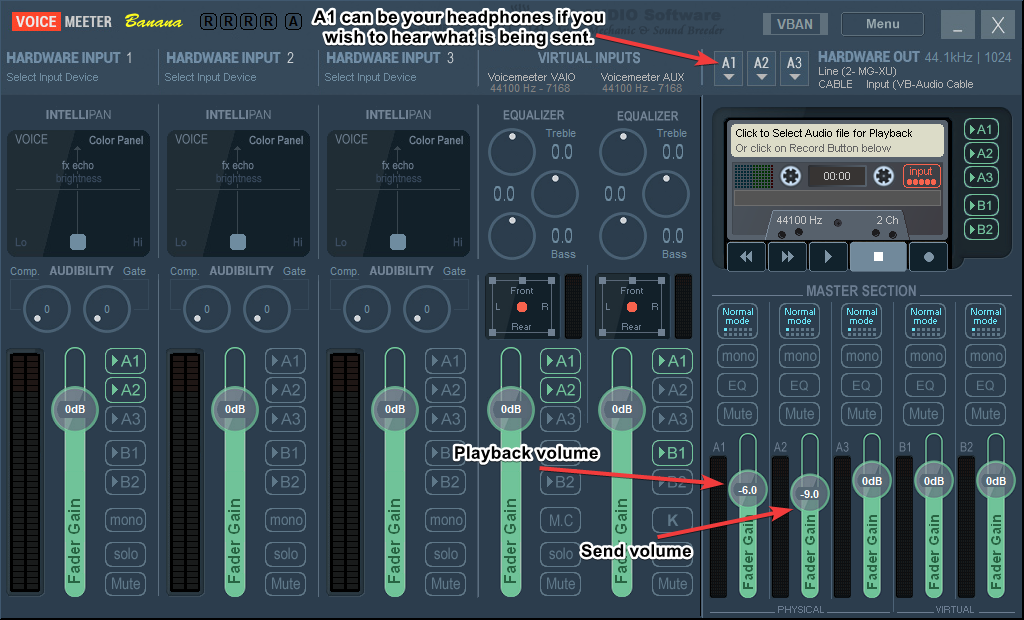 VOICE MEETER Banana R R R R A
A1 can be your headphones if you
wish to hear what is being sent.
DIO Software
Mechanic & Sound Breeder
VBAN Menu _ X
HARDWARE INPUT 1 HARDWARE INPUT 2 HARDWARE INPUT 3 VIRTUAL INPUTS
Select Input Device Select Input Device Select Input Device
Voicemeeter VAIO Voicemeeter AUX
44100 Hz - 7168 44100 Hz - 7168
A1 A2 A3
HARDWARE OUT 44.1kHz | 1024
Line (2- MG-XU)
CABLE Input (VB-Audio Cable
INTELLIPAN INTELLIPAN INTELLIPAN EQUALIZER EQUALIZER
VOICE Color Panel VOICE Color Panel VOICE Color Panel
fx echo fx echo fx echo
brightness brightness brightness
Lo Hi Lo Hi Lo Hi
Treble Treble
0.0 0.0
0.0 0.0
0.0 0.0
Bass Bass
Click to Select Audio file for Playback
Or click on Record Button below
00:00 input
44100 Hz 2 Ch
A1
A2
A3
B1
B2
Comp. AUDIBILITY Gate Comp. AUDIBILITY Gate Comp. AUDIBILITY Gate
0 0 0 0 0 0
Front Front
L R L R
Rear Rear
MASTER SECTION
Normal Normal Normal Normal Normal
mode mode mode mode mode
mono mono mono mono mono
EQ EQ EQ EQ EQ
Mute Mute Mute Mute Mute
A1 A1 A1 A1 A1
A2 A2 A2 A2 A2
A3 A3 A3 A3 A3
0dB 0dB 0dB 0dB 0dB
A1 A2 A3 B1 B2
B1 B1 B1 B1
Playback volume
B2 B2 B2 B2 B2
-6.0 -9.0 0dB 0dB 0dB
mono mono mono M.C K
Send volume
solo solo solo solo solo
Mute Mute Mute Mute Mute
Fader Gain Fader Gain Fader Gain Fader Gain Fader Gain
Fader Gain Fader Gain Fader Gain Fader Gain Fader Gain
PHYSICAL VIRTUAL